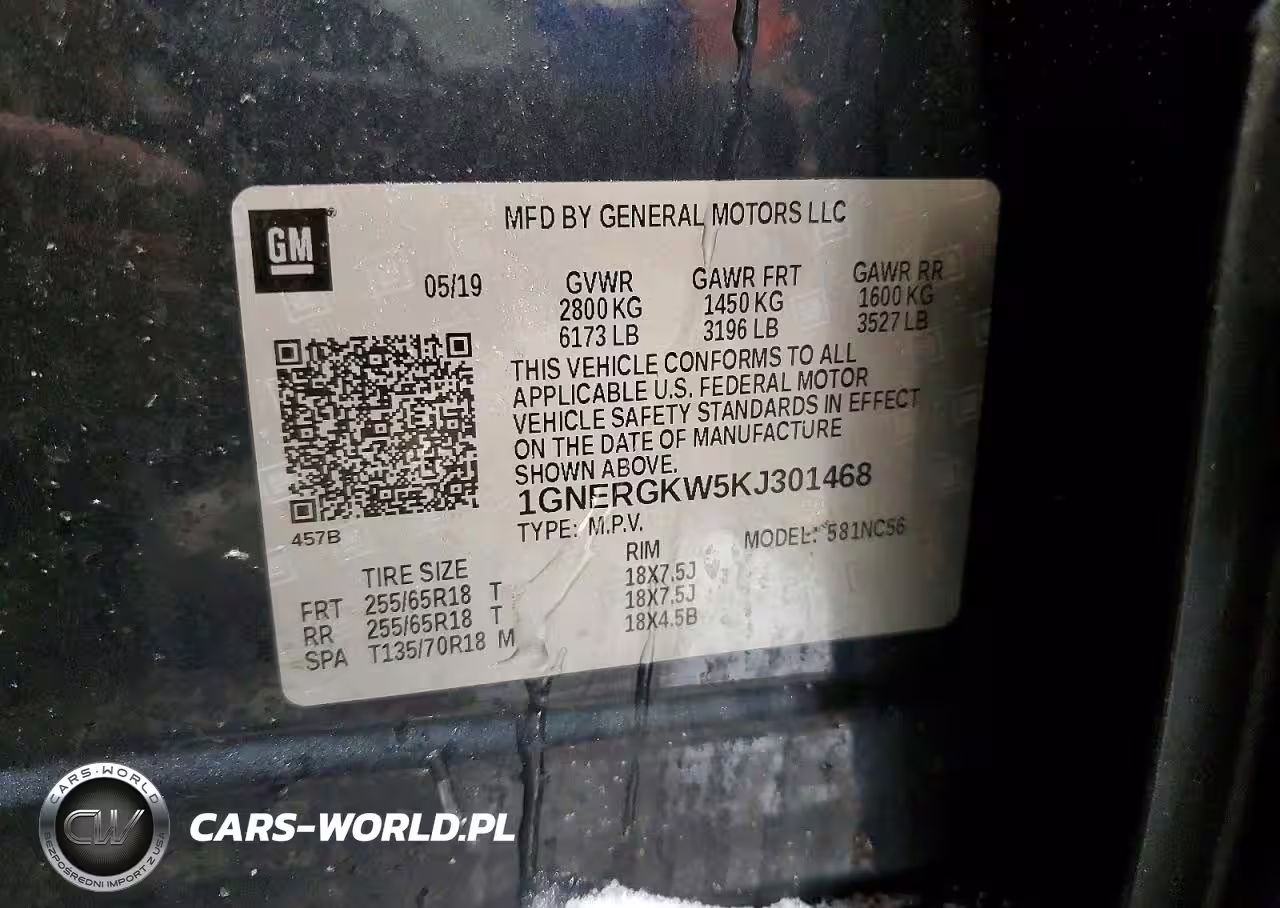 MFD BY GENERAL MOTORS LLC
GM
05/19 GVWR GAWR FRT GAWR RR
2800 KG 1450 KG 1600 KG
6173 LB 3196 LB 3527 LB
THIS VEHICLE CONFORMS TO ALL
APPLICABLE U.S. FEDERAL MOTOR
VEHICLE SAFETY STANDARDS IN EFFECT
ON THE DATE OF MANUFACTURE
SHOWN ABOVE.
1GNERGKW5KJ301468
TYPE: M.P.V. MODEL: 581NC56
457B
TIRE SIZE RIM
FRT 255/65R18 T 18X7.5J
RR 255/65R18 T 18X7.5J
SPA T135/70R18 M 18X4.5B
CARS-WORLD
CW
BEZPOŚREDNI IMPORT Z USA
CARS-WORLD.PL